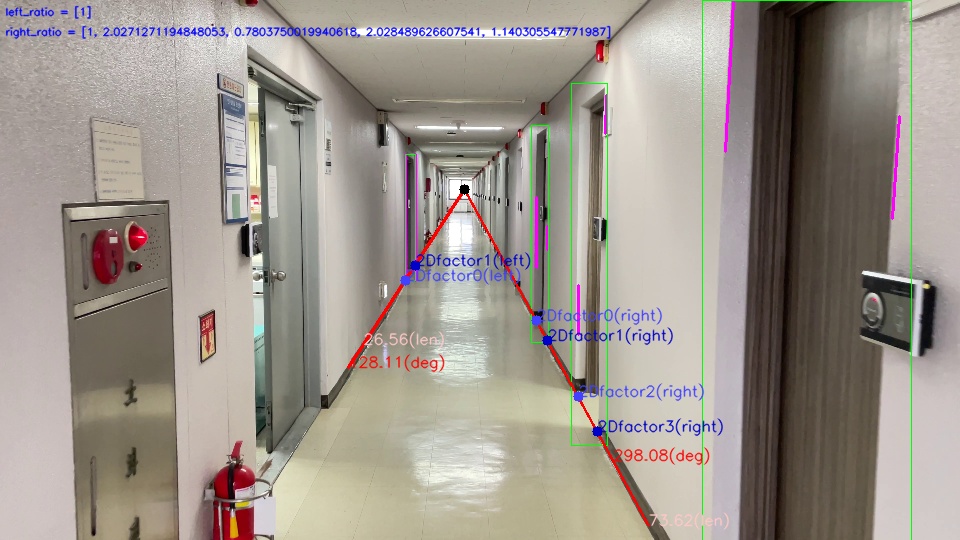 left_ratio = [1]
right_ratio = [1, 2.0271271194848053, 0.7803750019940618, 2.028489626607541, 1.140305547771987]
2Dfactor1(left)
2Dfactor0(left)
2Dfactor0(right)
2Dfactor1(right)
26.56(len)
28.11(deg)
2Dfactor2(right)
2Dfactor3(right)
298.08(deg)
73.62(len)